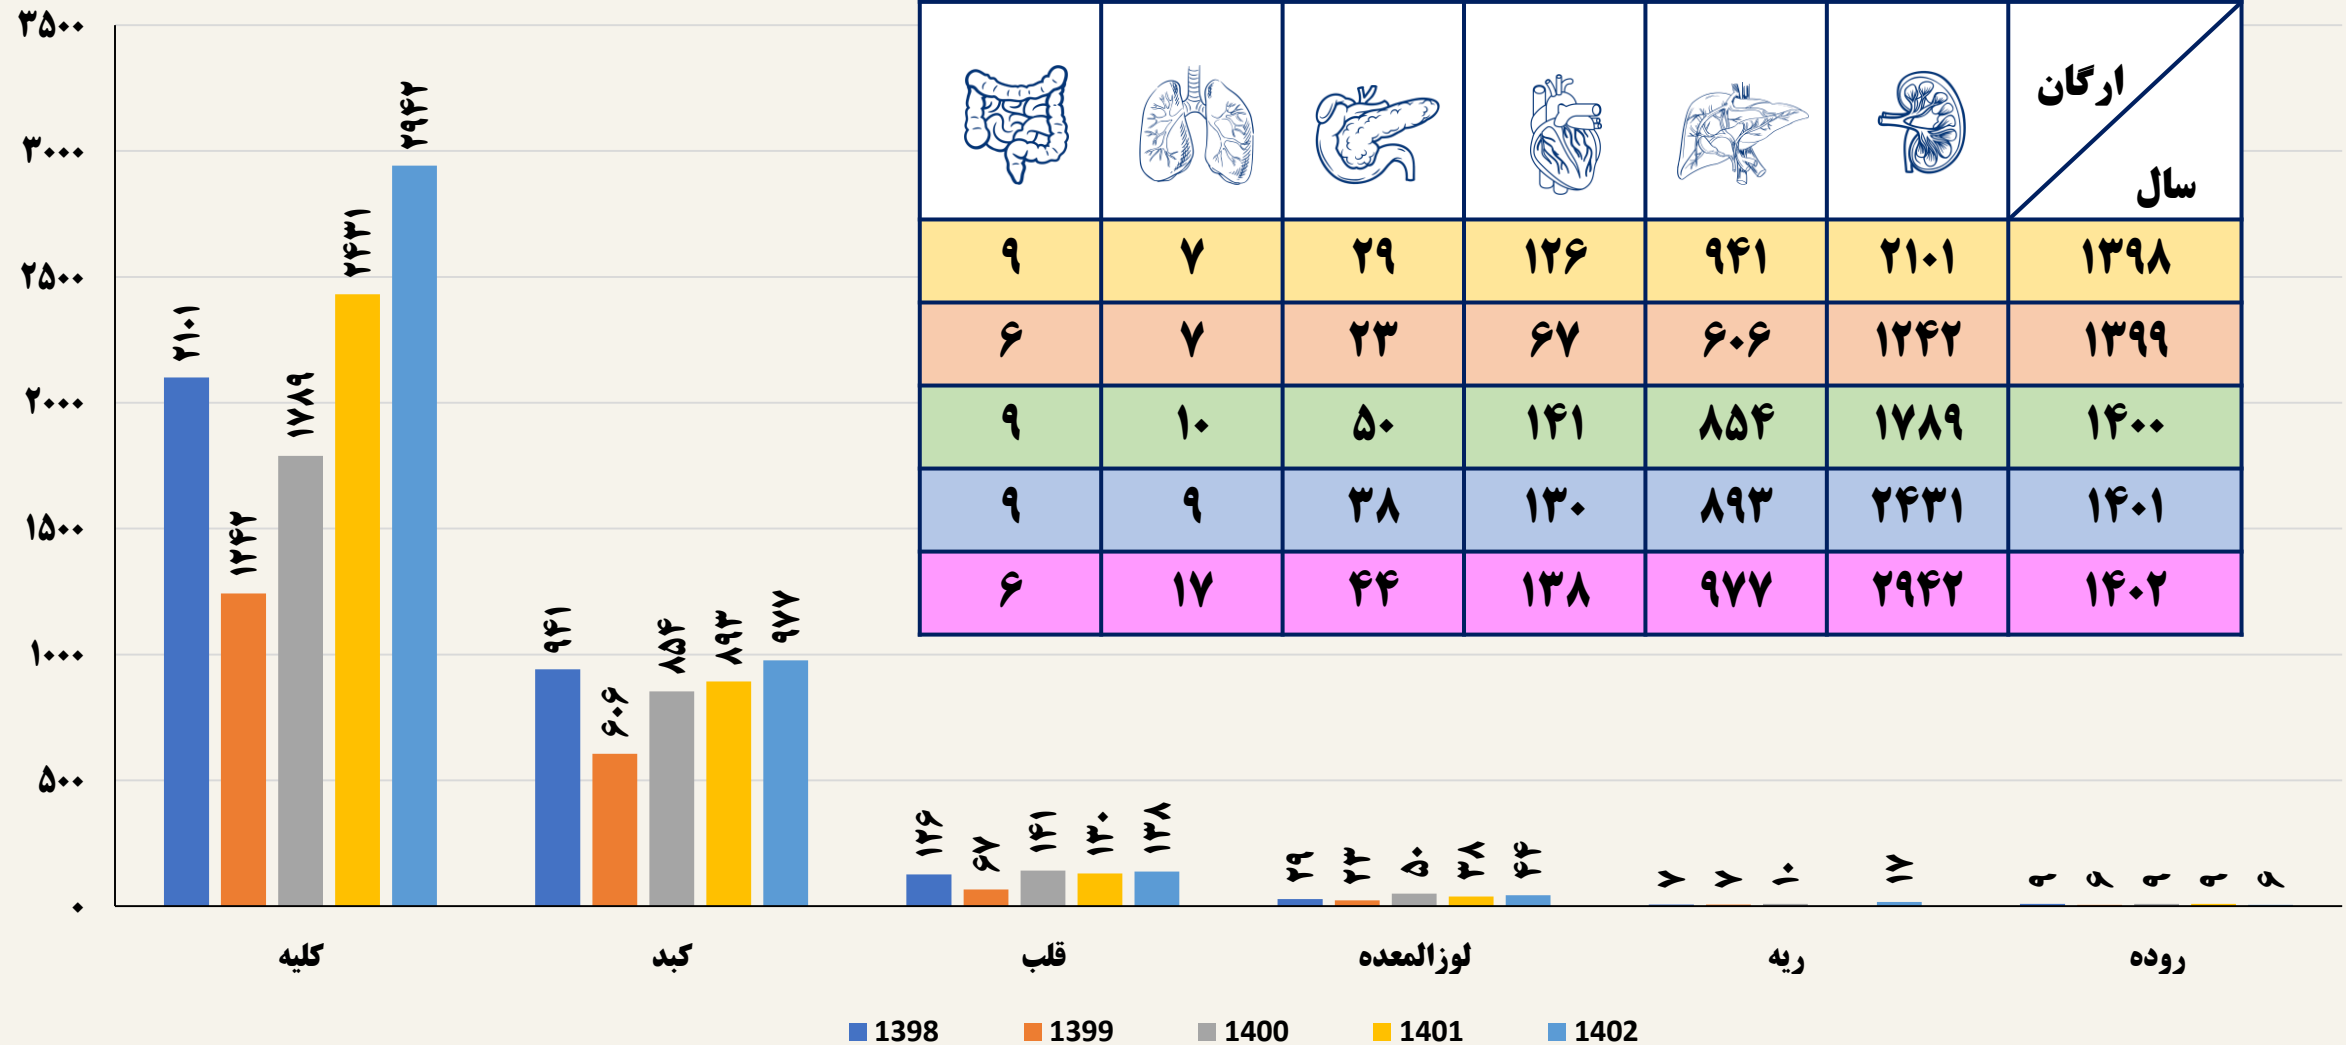 ۳۵۰۰
۳۰۰۰
۲۵۰۰
۲۰۰۰
۱۵۰۰
۱۰۰۰
۵۰۰
۰
۲۱۰۱
۱۲۴۲
۱۷۸۹
۲۴۳۱
۲۹۴۲
۹۴۱
۶۰۶
۸۵۴
۸۹۳
۹۷۷
۱۲۶
۶۷
۱۴۱
۱۳۰
۱۳۸
۲۹
۲۳
۵۰
۳۸
۴۴
۷
۷
۱۰
۱۷
۹
۶
۹
۹
۶
کلیه
کبد
قلب
لوزالمعده
ریه
روده
1398 1399 1400 1401 1402
ارگان
سال
۱۳۹۸ ۲۱۰۱ ۹۴۱ ۱۲۶ ۲۹ ۷ ۹
۱۳۹۹ ۱۲۴۲ ۶۰۶ ۶۷ ۲۳ ۷ ۶
۱۴۰۰ ۱۷۸۹ ۸۵۴ ۱۴۱ ۵۰ ۱۰ ۹
۱۴۰۱ ۲۴۳۱ ۸۹۳ ۱۳۰ ۳۸ ۹ ۹
۱۴۰۲ ۲۹۴۲ ۹۷۷ ۱۳۸ ۴۴ ۱۷ ۶